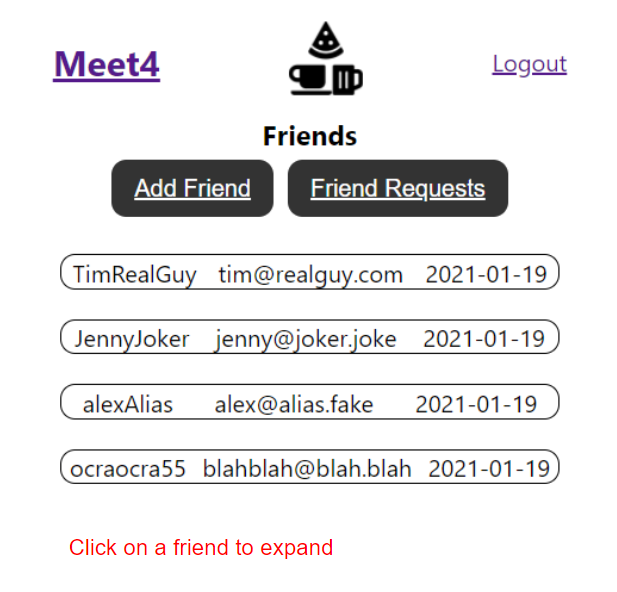 Meet4 Logout
Friends
Add Friend Friend Requests
TimRealGuy tim@realguy.com 2021-01-19
JennyJoker jenny@joker.joke 2021-01-19
alexAlias alex@alias.fake 2021-01-19
ocraocra55 blahblah@blah.blah 2021-01-19
Click on a friend to expand